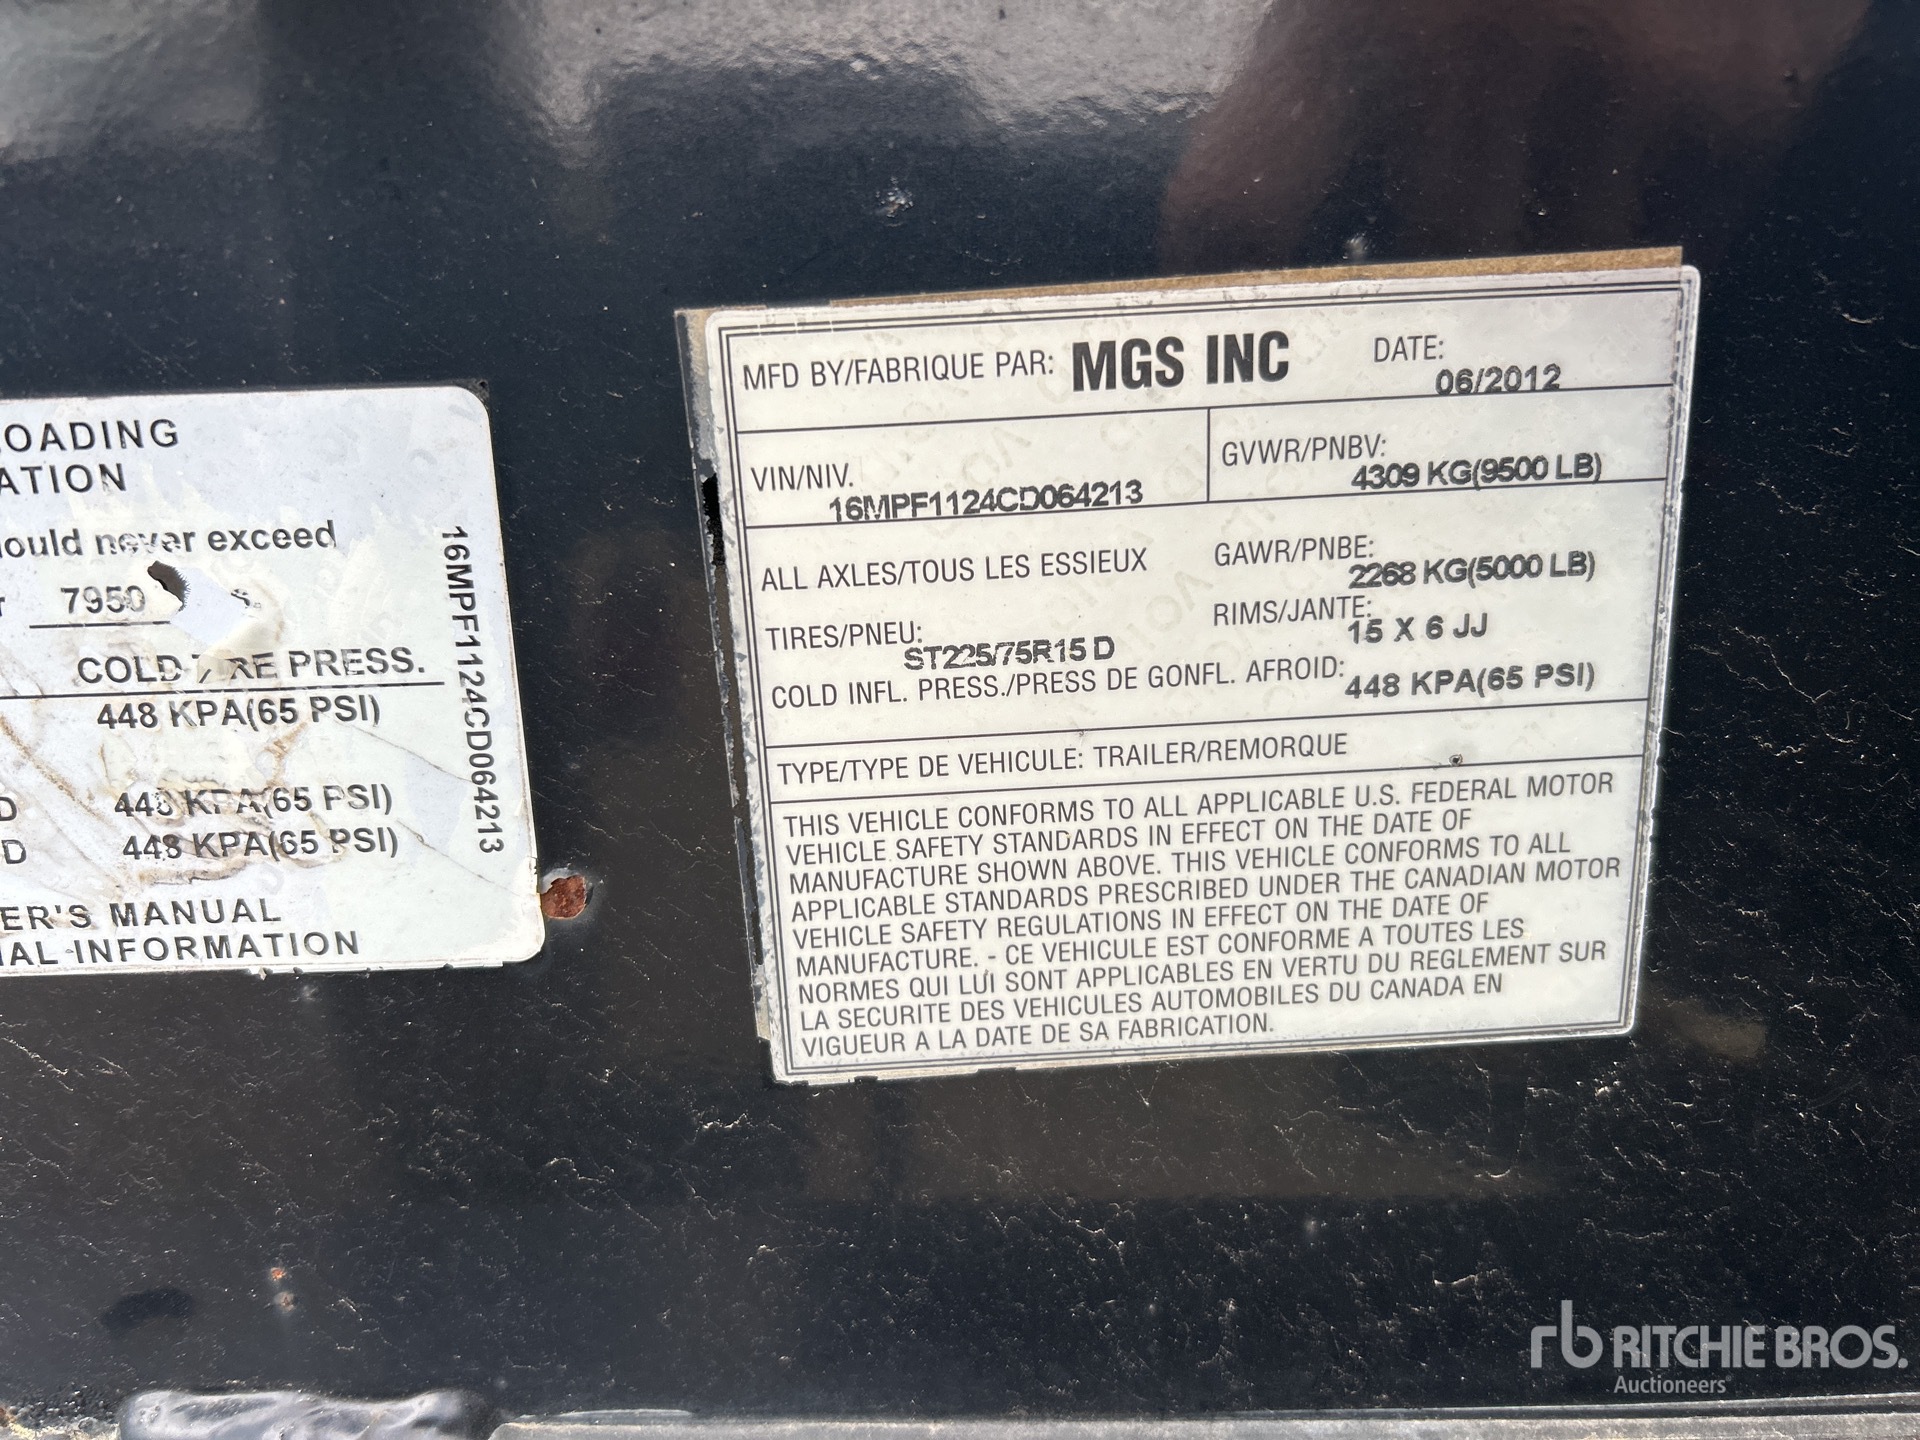 OADING
ATION
ould never exceed
7950
COLD TIRE PRESS.
448 KPA(65 PSI)
D 448 KPA(65 PSI)
D 448 KPA(65 PSI)
ER'S MANUAL
AL INFORMATION
16MPF1124CD064213
MFD BY/FABRIQUE PAR: MGS INC DATE: 06/2012
VIN/NIV. 16MPF1124CD064213
GVWR/PNBV: 4309 KG(9500 LB)
ALL AXLES/TOUS LES ESSIEUX GAWR/PNBE: 2268 KG(5000 LB)
TIRES/PNEU: ST225/75R15 D RIMS/JANTE: 15 X 6 JJ
COLD INFL. PRESS./PRESS DE GONFL. AFROID: 448 KPA(65 PSI)
TYPE/TYPE DE VEHICULE: TRAILER/REMORQUE
THIS VEHICLE CONFORMS TO ALL APPLICABLE U.S. FEDERAL MOTOR
VEHICLE SAFETY STANDARDS IN EFFECT ON THE DATE OF
MANUFACTURE SHOWN ABOVE. THIS VEHICLE CONFORMS TO ALL
APPLICABLE STANDARDS PRESCRIBED UNDER THE CANADIAN MOTOR
VEHICLE SAFETY REGULATIONS IN EFFECT ON THE DATE OF
MANUFACTURE. - CE VEHICULE EST CONFORME A TOUTES LES
NORMES QUI LUI SONT APPLICABLES EN VERTU DU REGLEMENT SUR
LA SECURITE DES VEHICULES AUTOMOBILES DU CANADA EN
VIGUEUR A LA DATE DE SA FABRICATION.
rb RITCHIE BROS.
Auctioneers